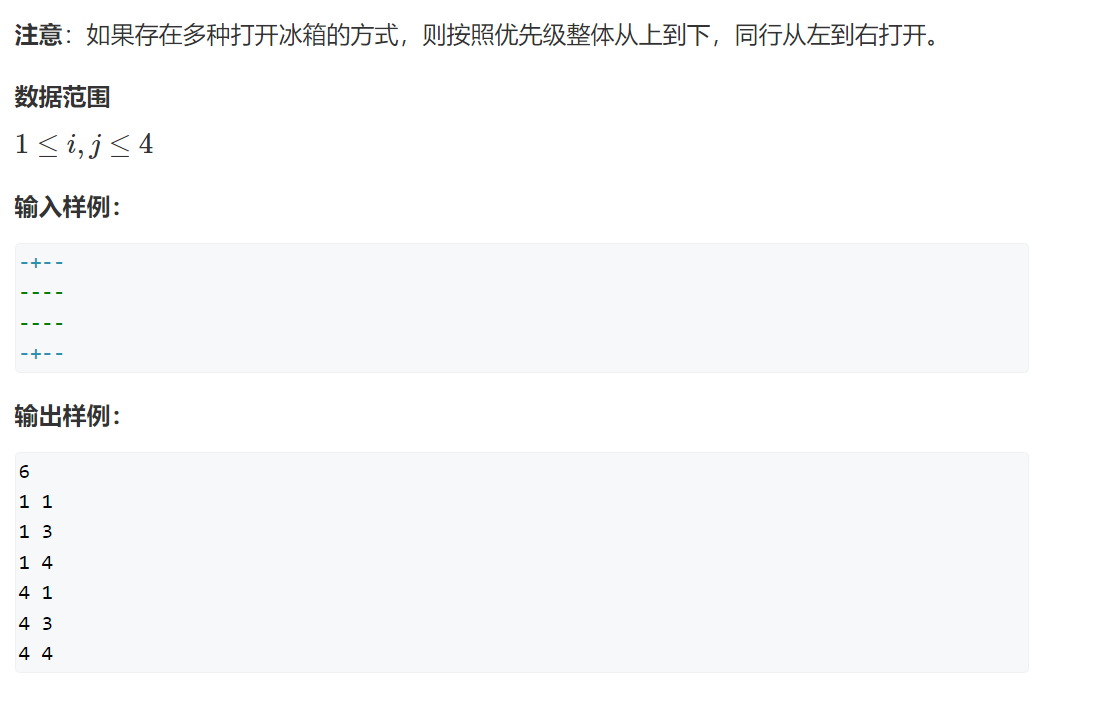 注意：如果存在多种打开冰箱的方式，则按照优先级整体从上到下，同行从左到右打开。
数据范围
1 ≤ i, j ≤ 4
输入样例：
-+--
----
----
-+--
输出样例：
6
1 1
1 3
1 4
4 1
4 3
4 4